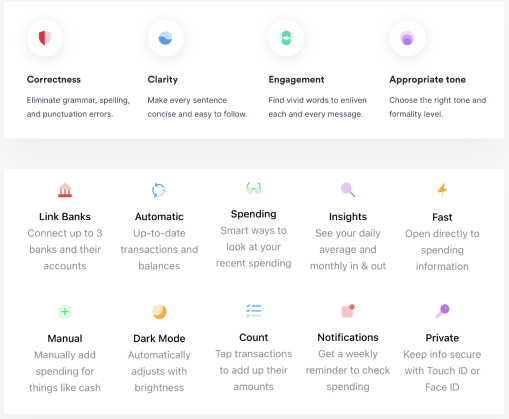 Correctness
Clarity
Engagement
Appropriate tone
Eliminate grammar, spelling,
and punctuation errors.
Make every sentence
concise and easy to follow.
Find vivid words to enliven
each and every message.
Choose the right tone and
formality level.
Link Banks
Connect up to 3
banks and their
accounts
Automatic
Up-to-date
transactions and
balances
Spending
Smart ways to
look at your
recent spending
Insights
See your daily
average and
monthly in & out
Fast
Open directly to
spending
information
Manual
Manually add
spending for
things like cash
Dark Mode
Automatically
adjusts with
brightness
Count
Tap transactions
to add up their
amounts
Notifications
Get a weekly
reminder to check
spending
Private
Keep info secure
with Touch ID or
Face ID